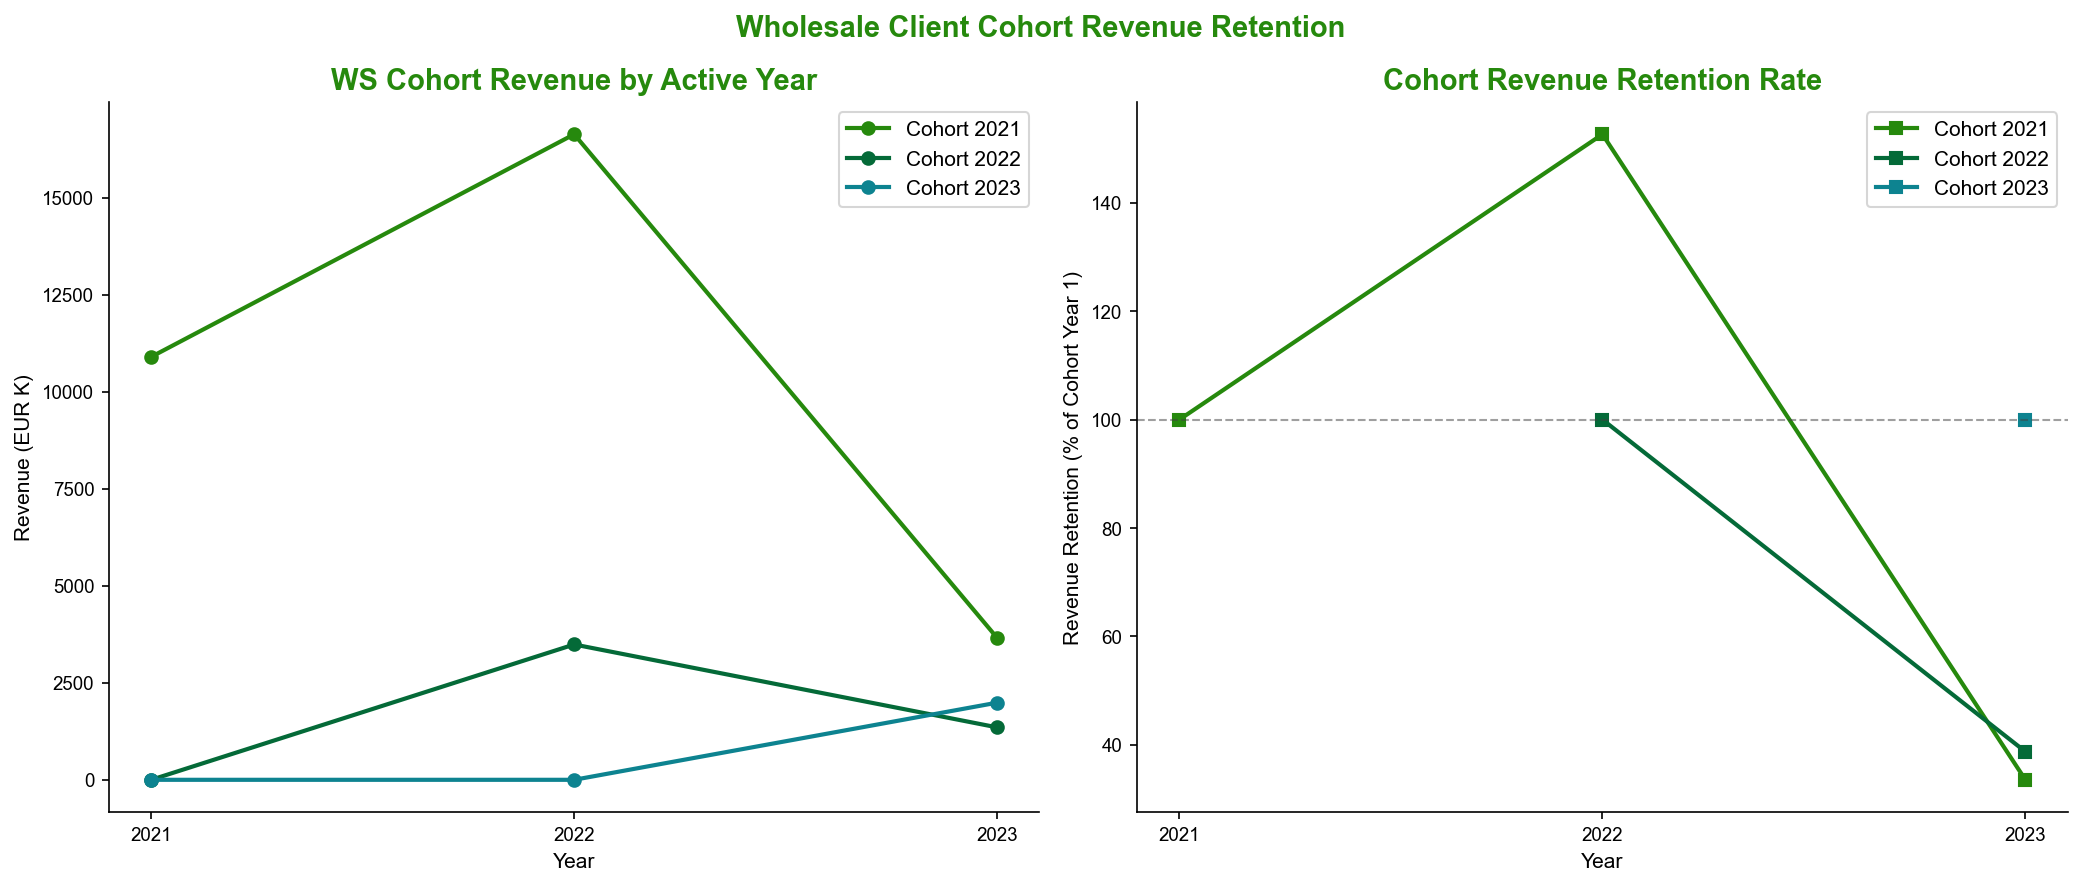 Wholesale Client Cohort Revenue Retention
WS Cohort Revenue by Active Year
Cohort 2021
Cohort 2022
Cohort 2023
15000
12500
10000
7500
5000
2500
0
Revenue (EUR K)
2021
2022
2023
Year
Cohort Revenue Retention Rate
Cohort 2021
Cohort 2022
Cohort 2023
140
120
100
80
60
40
Revenue Retention (% of Cohort Year 1)
2021
2022
2023
Year